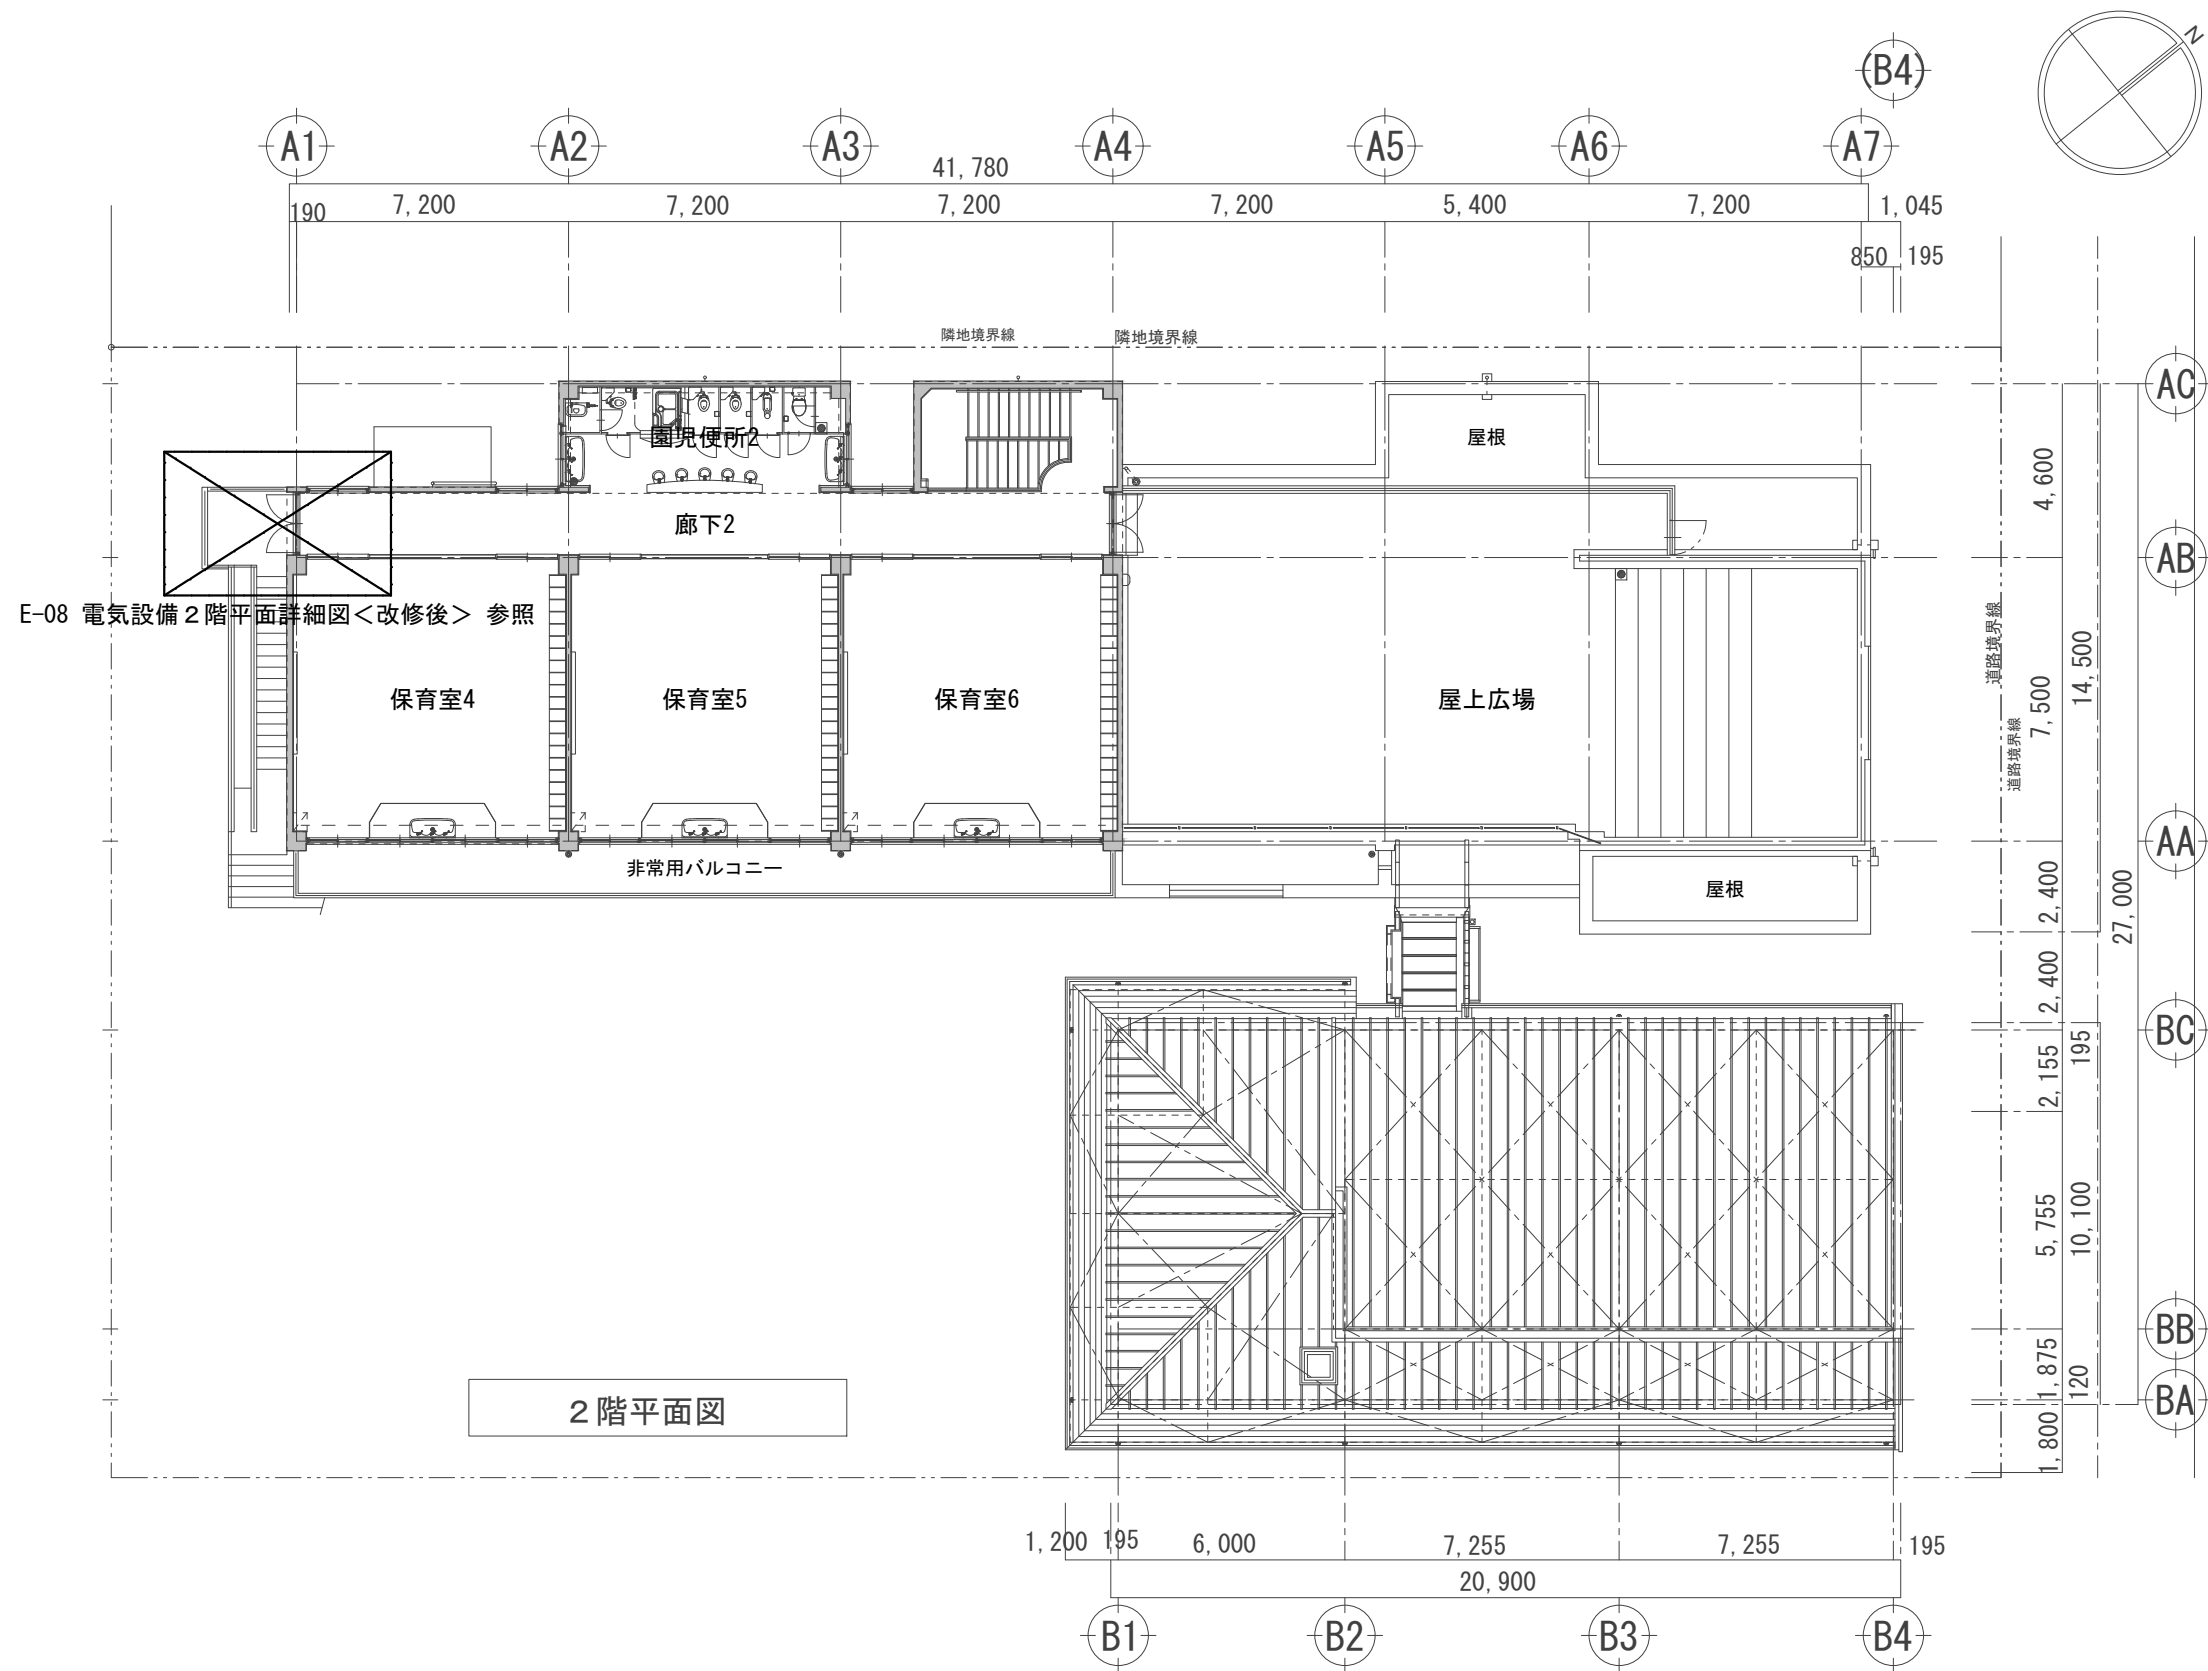 N
(B4)
A1 A2 A3 A4 A5 A6 A7
41,780
190 7,200 7,200 7,200 7,200 5,400 7,200 1,045
850 195
隣地境界線 隣地境界線
AC
園児便所2
屋根
4,600
廊下2
AB
E-08 電気設備２階平面詳細図＜改修後＞ 参照
道路境界線
14,500
7,500
保育室4 保育室5 保育室6 屋上広場
道路境界線
AA
非常用バルコニー
屋根
2,400
27,000
2,400
BC
195
2,155
5,755
10,100
BB
1,875
120
BA
２階平面図
1,800
1,200 195 6,000 7,255 7,255 195
20,900
B1 B2 B3 B4